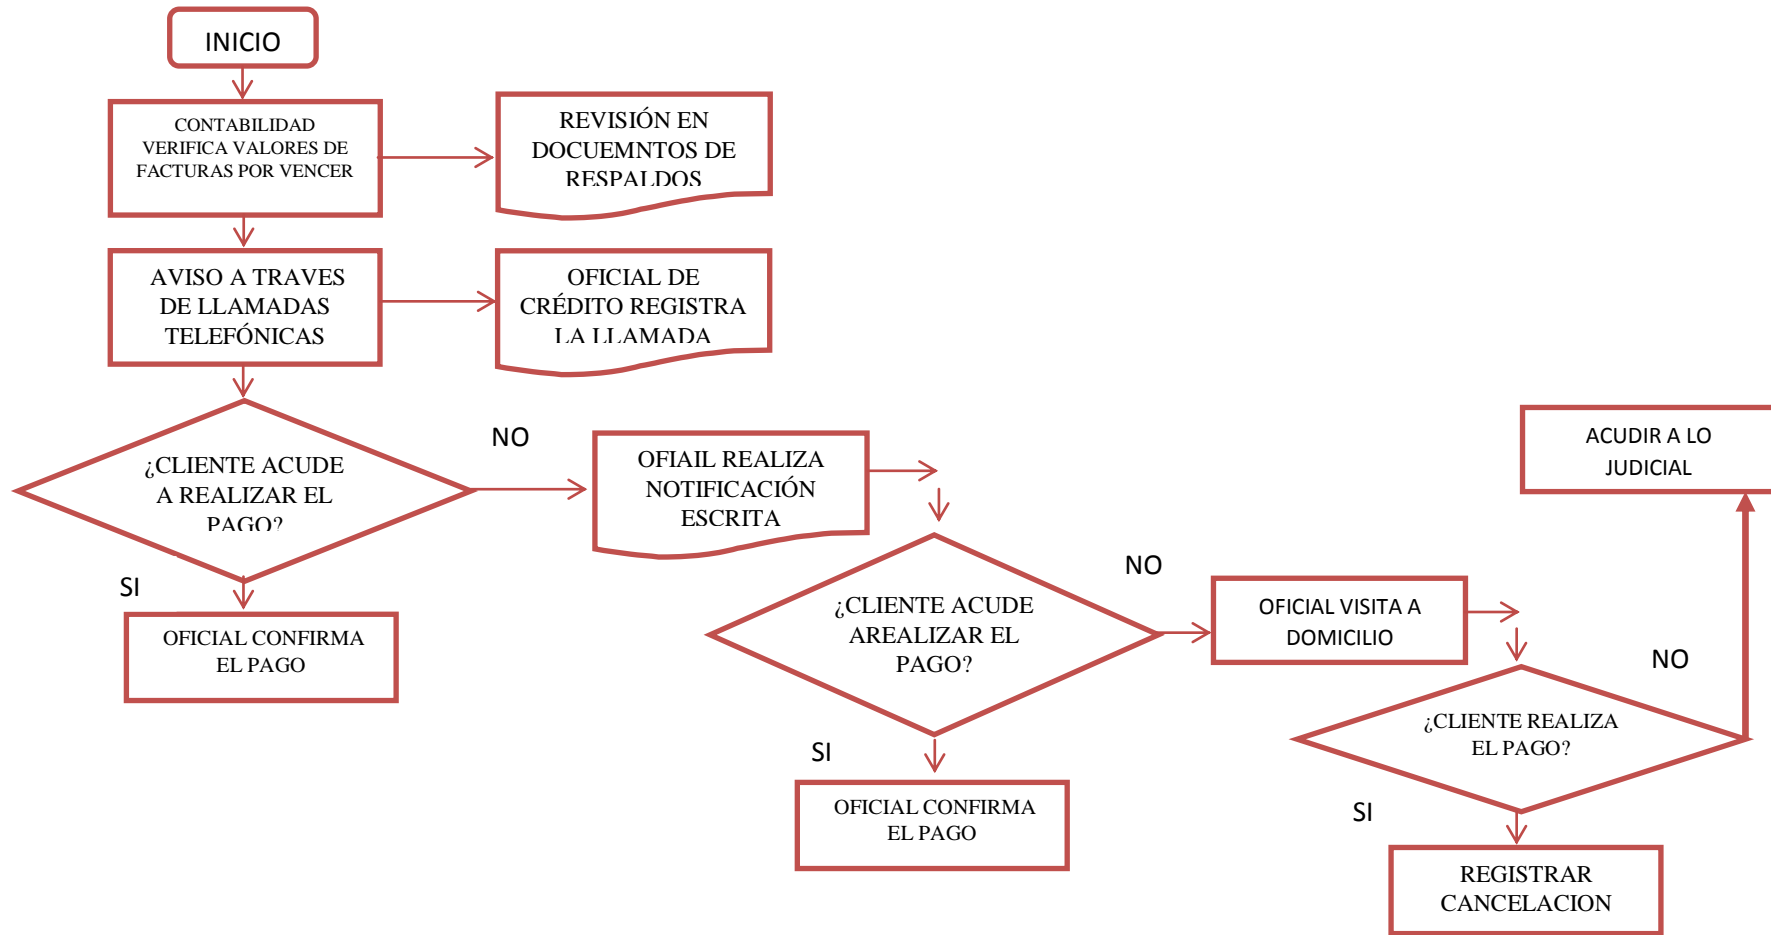 INICIO
CONTABILIDAD
VERIFICA VALORES DE
FACTURAS POR VENCER
REVISIÓN EN
DOCUEMNTOS DE
RESPALDOS
AVISO A TRAVES
DE LLAMADAS
TELEFÓNICAS
OFICIAL DE
CRÉDITO REGISTRA
LA LLAMADA
¿CLIENTE ACUDE
A REALIZAR EL
PAGO?
NO
SI
OFICIAL CONFIRMA
EL PAGO
OFIAIL REALIZA
NOTIFICACIÓN
ESCRITA
¿CLIENTE ACUDE
AREALIZAR EL
PAGO?
NO
SI
OFICIAL CONFIRMA
EL PAGO
OFICIAL VISITA A
DOMICILIO
¿CLIENTE REALIZA
EL PAGO?
NO
ACUDIR A LO
JUDICIAL
SI
REGISTRAR
CANCELACION